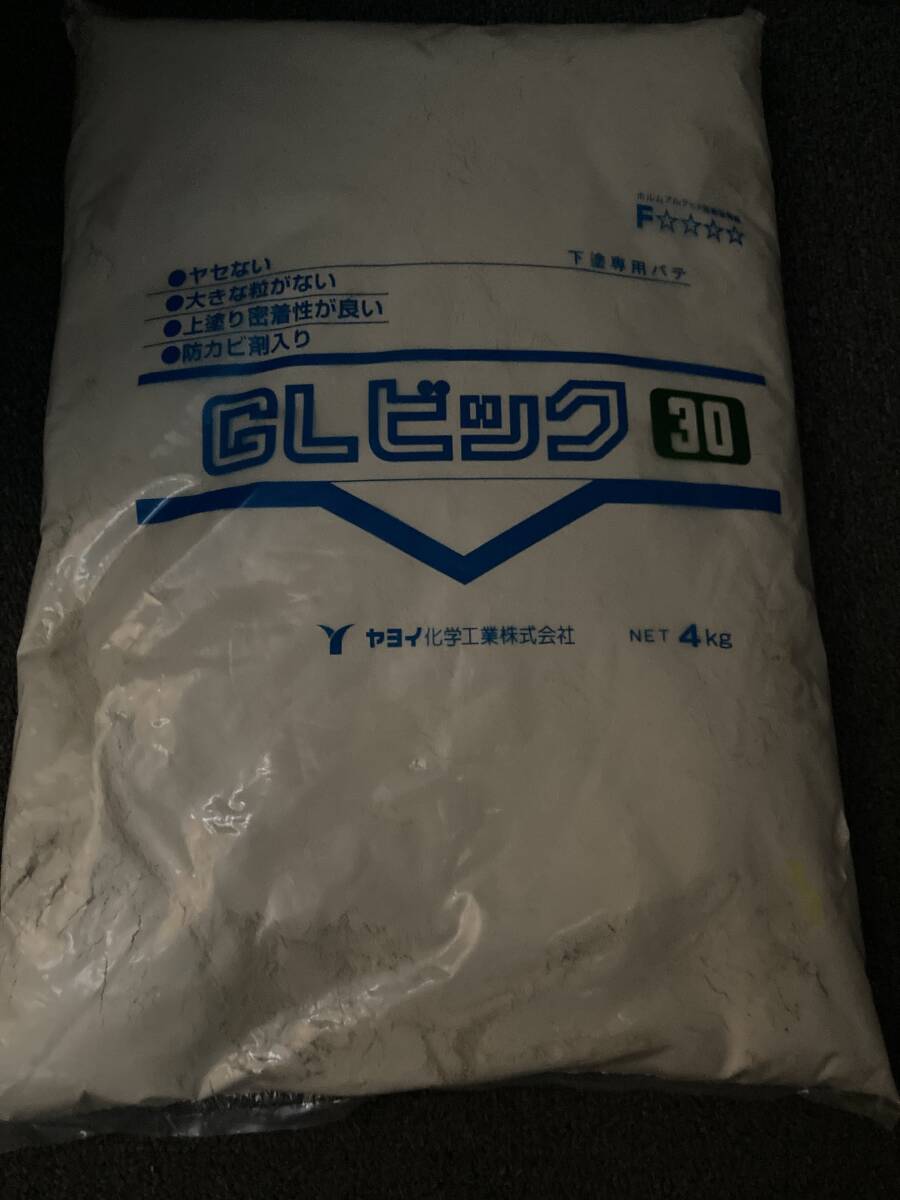 F☆☆☆☆
下塗専用パテ
●ヤセない
●大きな粒がない
●上塗り密着性が良い
●防カビ剤入り
GLビック 30
ヤヨイ化学工業株式会社 NET 4kg